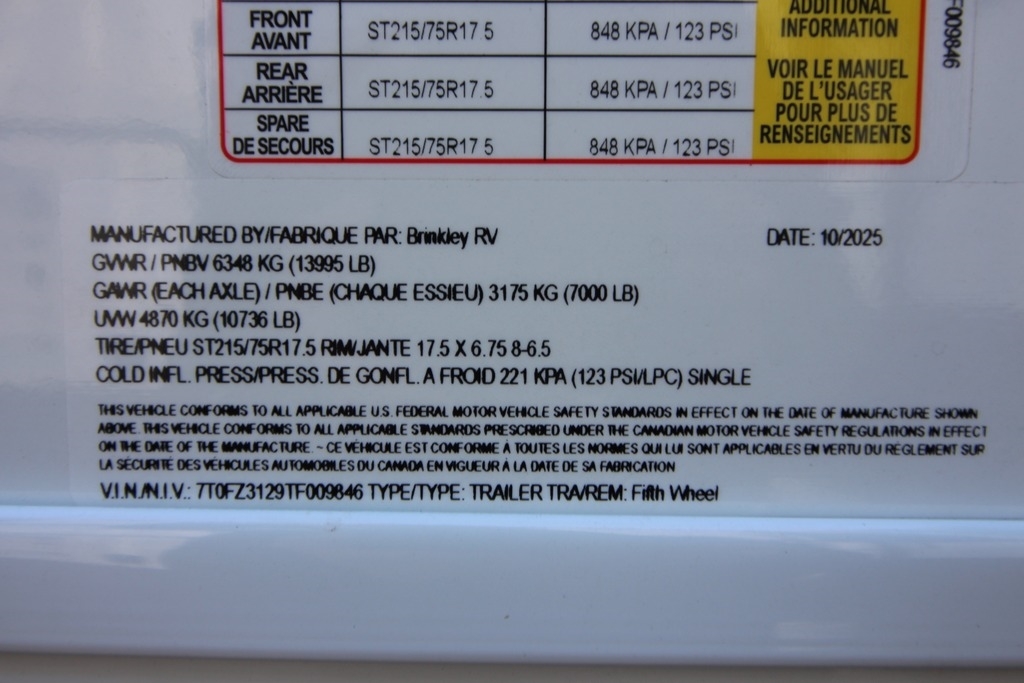 FRONT
AVANT
ST215/75R17.5
848 KPA / 123 PSI
REAR
ARRIÈRE
ST215/75R17.5
848 KPA / 123 PSI
SPARE
DE SECOURS
ST215/75R17.5
848 KPA / 123 PSI
ADDITIONAL
INFORMATION
VOIR LE MANUEL
DE L'USAGER
POUR PLUS DE
RENSEIGNEMENTS
F009846
MANUFACTURED BY/FABRIQUE PAR: Brinkley RV DATE: 10/2025
GVWR / PNBV 6348 KG (13995 LB)
GAWR (EACH AXLE) / PNBE (CHAQUE ESSIEU) 3175 KG (7000 LB)
UVW 4870 KG (10736 LB)
TIRE/PNEU ST215/75R17.5 RIM/JANTE 17.5 X 6.75 8-6.5
COLD INFL. PRESS/PRESS. DE GONFL. A FROID 221 KPA (123 PSI/LPC) SINGLE
THIS VEHICLE CONFORMS TO ALL APPLICABLE U.S. FEDERAL MOTOR VEHICLE SAFETY STANDARDS IN EFFECT ON THE DATE OF MANUFACTURE SHOWN
ABOVE. THIS VEHICLE CONFORMS TO ALL APPLICABLE STANDARDS PRESCRIBED UNDER THE CANADIAN MOTOR VEHICLE SAFETY REGULATIONS IN EFFECT
ON THE DATE OF THE MANUFACTURE. ~ CE VÉHICULE EST CONFORME À TOUTES LES NORMES QUI LUI SONT APPLICABLES EN VERTU DU RÈGLEMENT SUR
LA SÉCURITÉ DES VÉHICULES AUTOMOBILES DU CANADA EN VIGUEUR À LA DATE DE SA FABRICATION
V.I.N./N.I.V.: 7T0FZ3129TF009846 TYPE/TYPE: TRAILER TRA/REM: Fifth Wheel